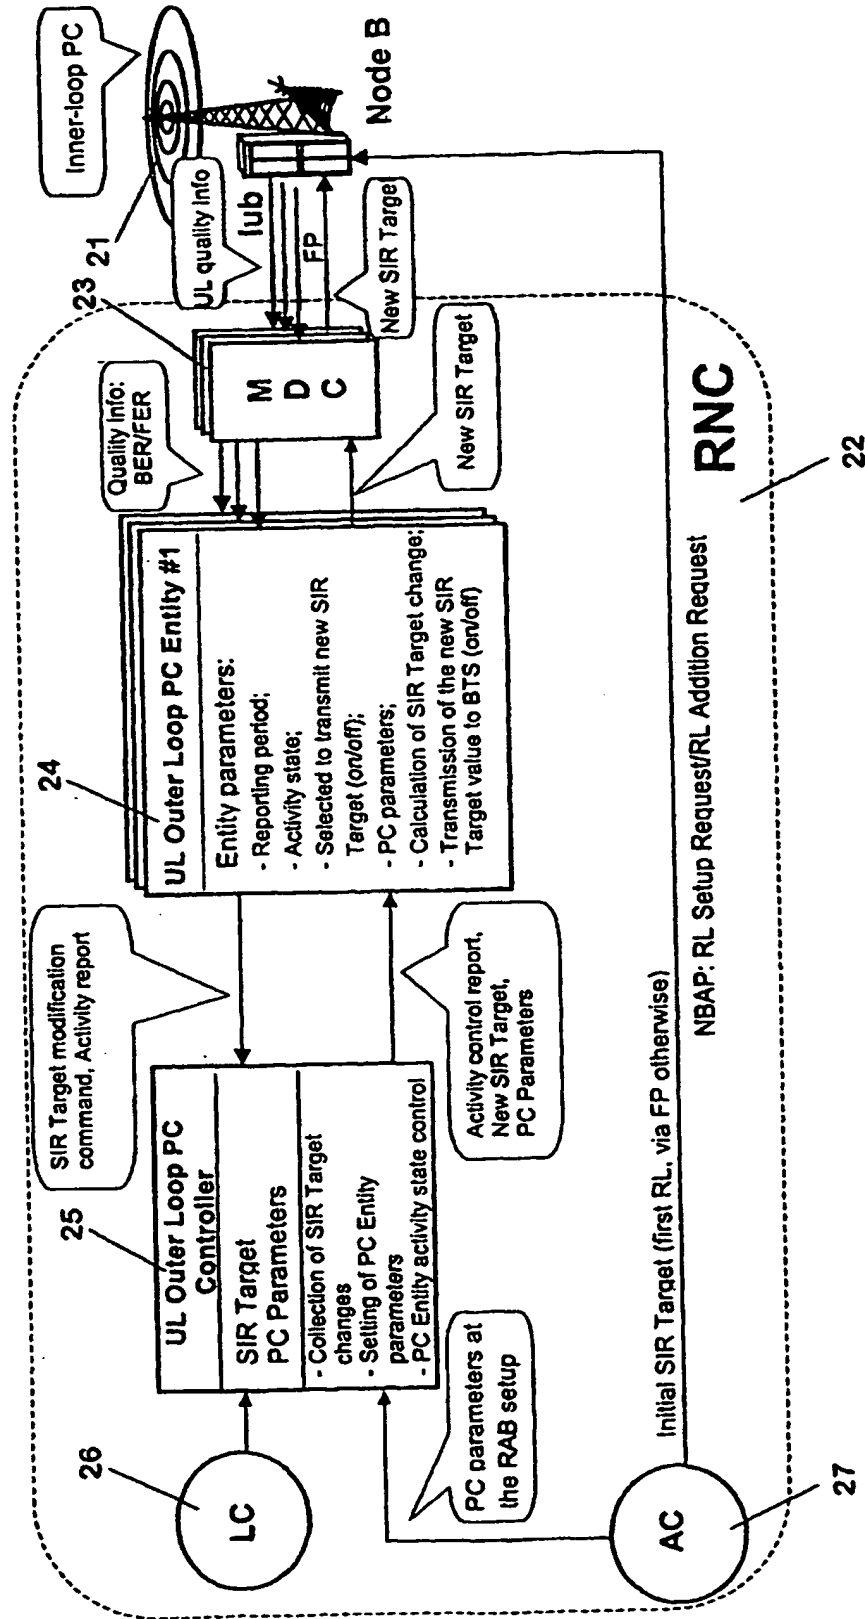 Inner-loop PC
21
Node B
UL quality Info
Iub
FP
New SIR Target
23
M
D
C
Quality Info:
BER/FER
New SIR Target
RNC
22
24
UL Outer Loop PC Entity #1
Entity parameters:
- Reporting period;
- Activity state;
- Selected to transmit new SIR
Target (on/off);
- PC parameters;
- Calculation of SIR Target change;
- Transmission of the new SIR
Target value to BTS (on/off)
SIR Target modification
command, Activity report
Activity control report,
New SIR Target,
PC Parameters
25
UL Outer Loop PC
Controller
SIR Target
PC Parameters
- Collection of SIR Target
changes
- Setting of PC Entity
parameters
- PC Entity activity state control
PC parameters at
the RAB setup
26
LC
AC
27
Initial SIR Target (first RL, via FP otherwise)
NBAP: RL Setup Request/RL Addition Request